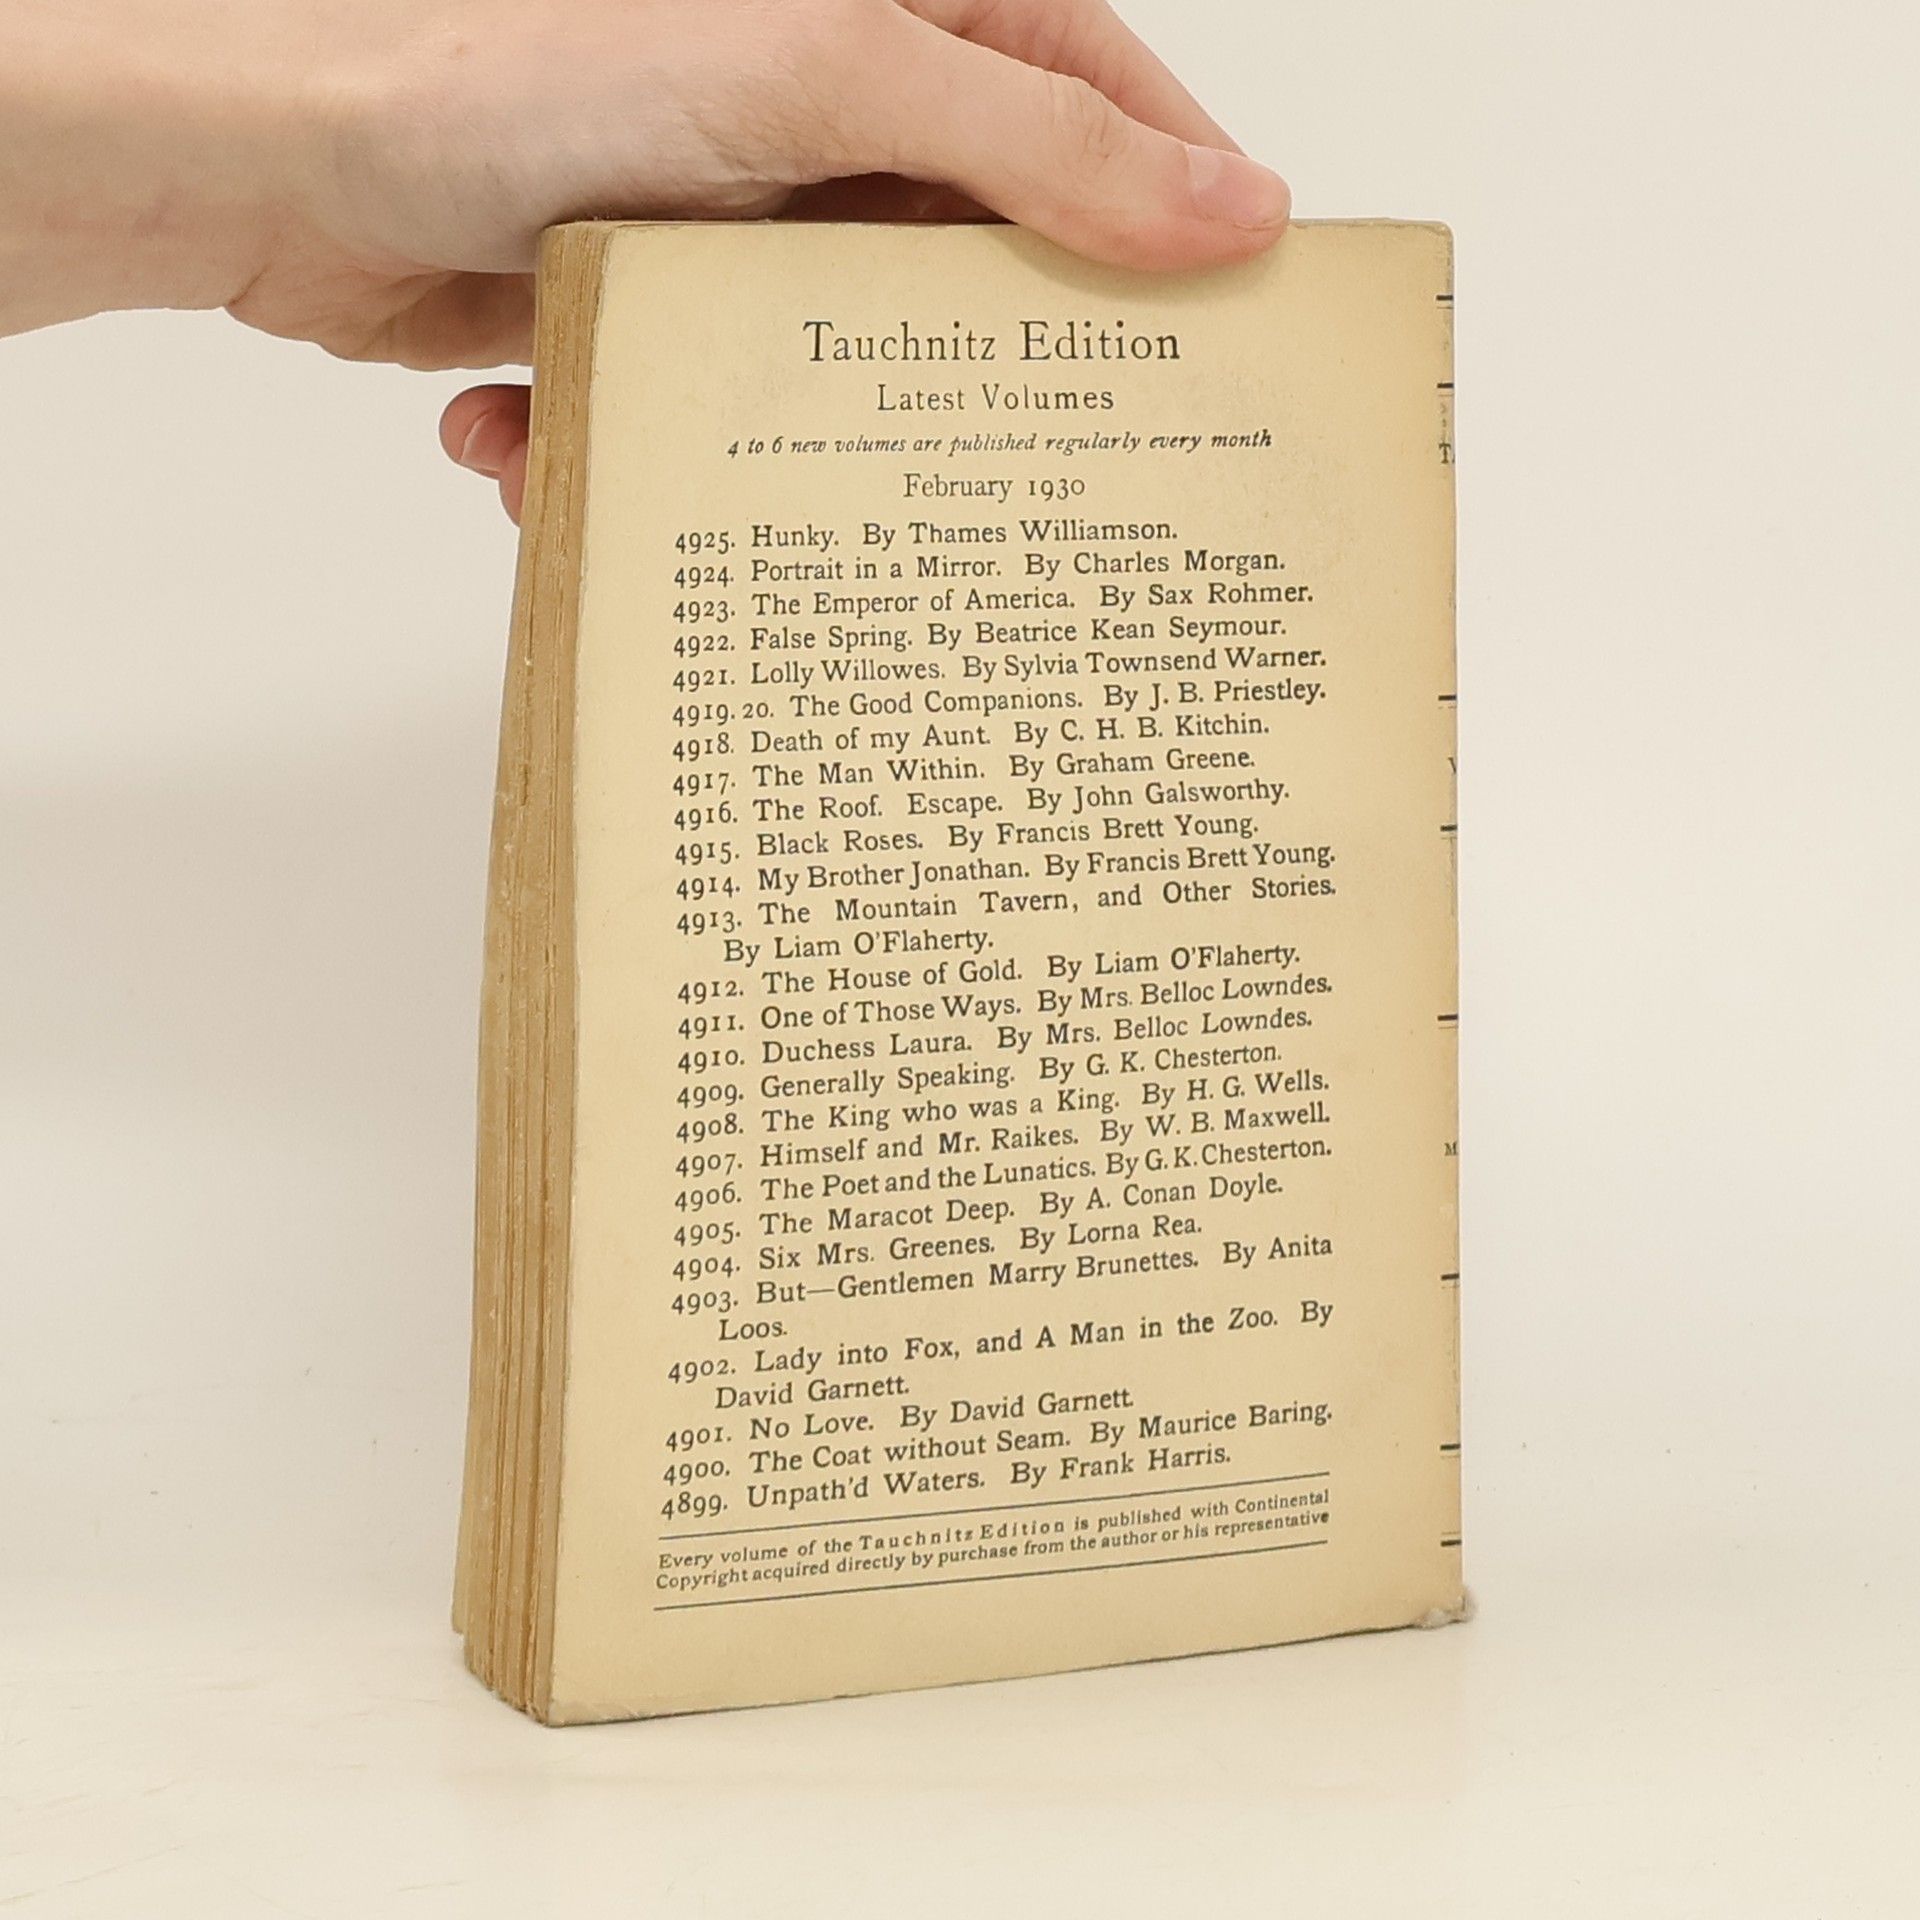 Tauchnitz Edition
Latest Volumes
4 to 6 new volumes are published regularly every month
February 1930
4925. Hunky. By Thames Williamson.
4924. Portrait in a Mirror. By Charles Morgan.
4923. The Emperor of America. By Sax Rohmer.
4922. False Spring. By Beatrice Kean Seymour.
4921. Lolly Willowes. By Sylvia Townsend Warner.
4919.20. The Good Companions. By J. B. Priestley.
4918. Death of my Aunt. By C. H. B. Kitchin.
4917. The Man Within. By Graham Greene.
4916. The Roof. Escape. By John Galsworthy.
4915. Black Roses. By Francis Brett Young.
4914. My Brother Jonathan. By Francis Brett Young.
4913. The Mountain Tavern, and Other Stories.
By Liam O'Flaherty.
4912. The House of Gold. By Liam O'Flaherty.
4911. One of Those Ways. By Mrs. Belloc Lowndes.
4910. Duchess Laura. By Mrs. Belloc Lowndes.
4909. Generally Speaking. By G. K. Chesterton.
4908. The King who was a King. By H. G. Wells.
4907. Himself and Mr. Raikes. By W. B. Maxwell.
4906. The Poet and the Lunatics. By G. K. Chesterton.
4905. The Maracot Deep. By A. Conan Doyle.
4904. Six Mrs. Greenes. By Lorna Rea.
4903. But—Gentlemen Marry Brunettes. By Anita
Loos.
4902. Lady into Fox, and A Man in the Zoo. By
David Garnett.
4901. No Love. By David Garnett.
4900. The Coat without Seam. By Maurice Baring.
4899. Unpath'd Waters. By Frank Harris.
Every volume of the Tauchnitz Edition is published with Continental
Copyright acquired directly by purchase from the author or his representative